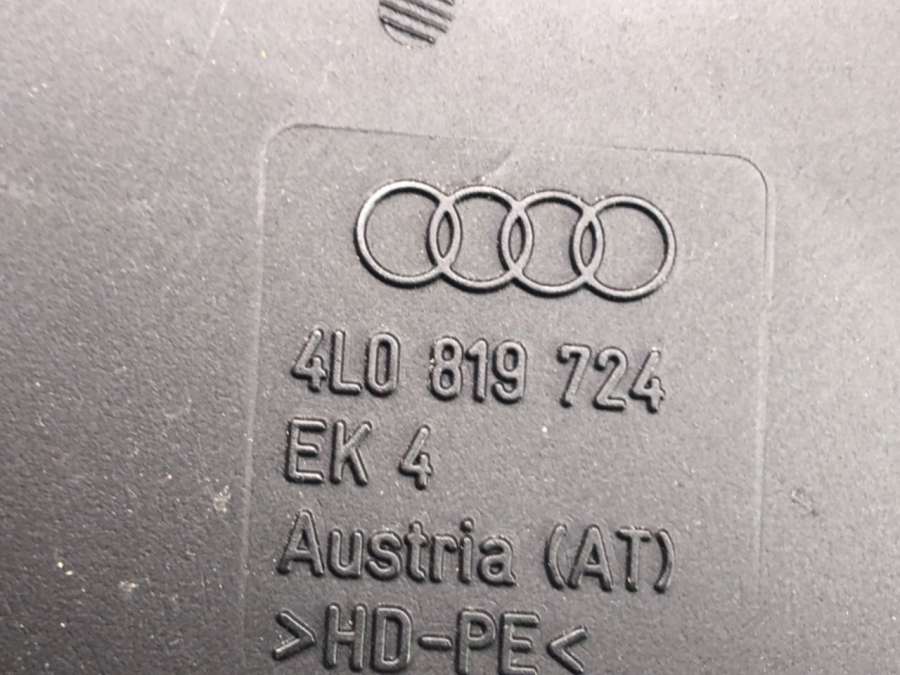 4L0 819 724
EK 4
Austria (AT)
>HD-PE<